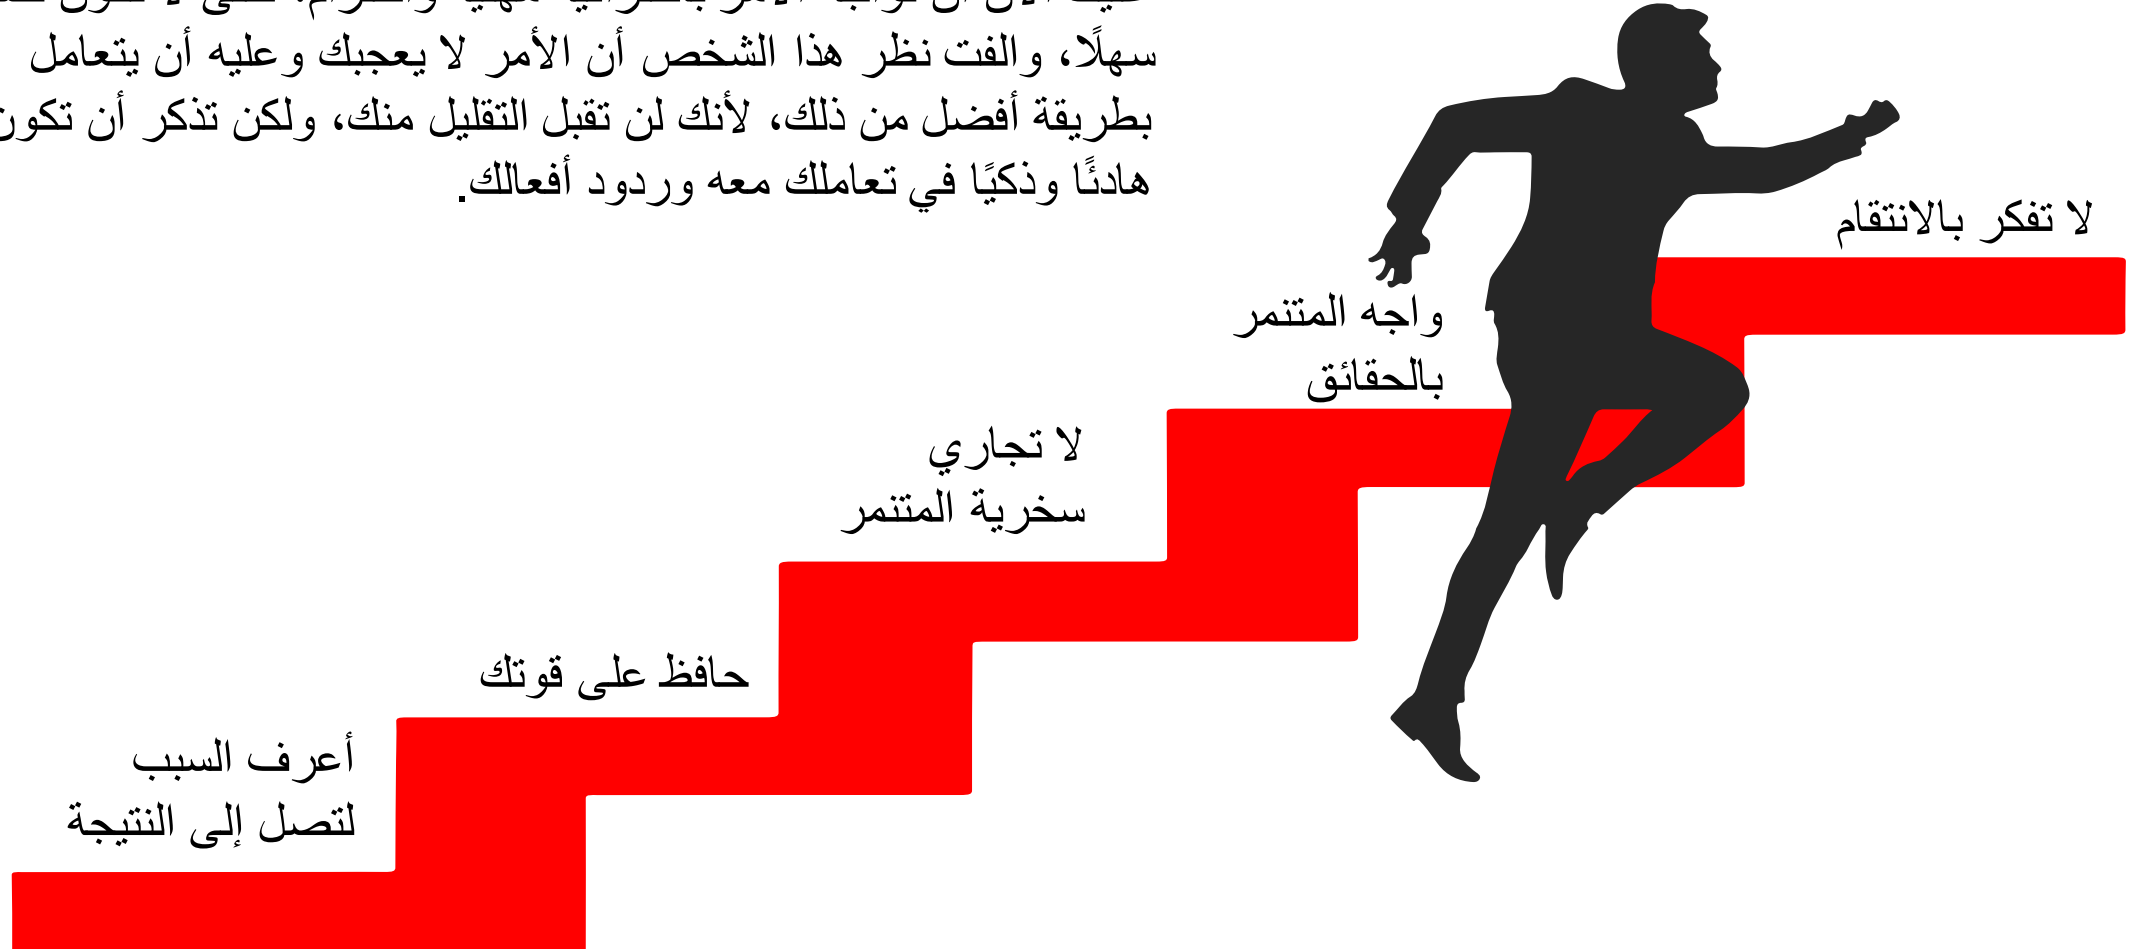 سهلًا، والفت نظر هذا الشخص أن الأمر لا يعجبك وعليه أن يتعامل
بطريقة أفضل من ذلك، لأنك لن تقبل التقليل منك، ولكن تذكر أن تكون
هادئًا وذكيًا في تعاملك معه وردود أفعالك.
لا تفكر بالانتقام
واجه المتنمر
بالحقائق
لا تجاري
سخرية المتنمر
حافظ على قوتك
أعرف السبب
لتصل إلى النتيجة